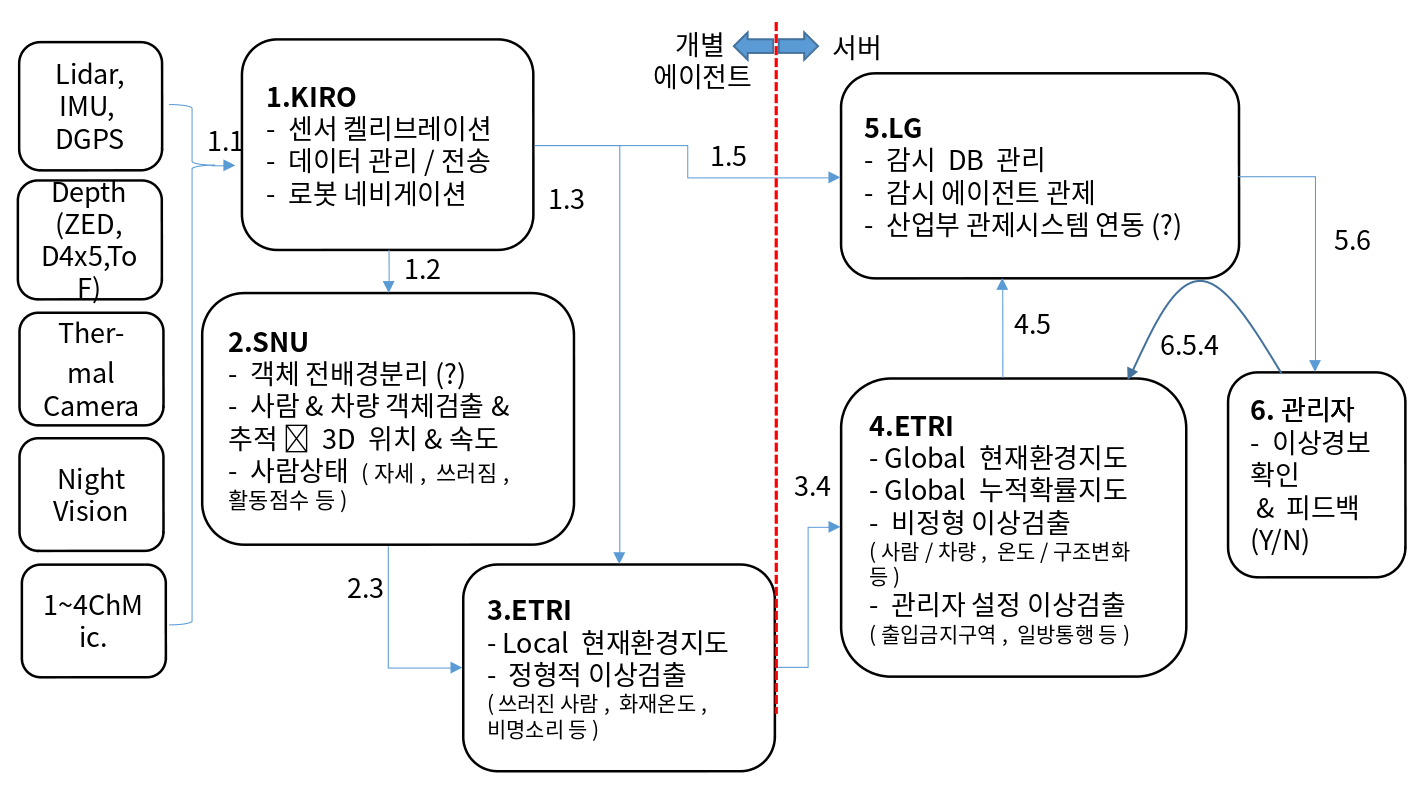 개별
에이전트
서버
Lidar,
IMU,
DGPS
Depth
(ZED,
D4x5,To
F)
Ther-
mal
Camera
Night
Vision
1~4ChM
ic.
1.1
1.KIRO
- 센서 켈리브레이션
- 데이터 관리 / 전송
- 로봇 네비게이션
1.2
1.3
1.5
2.SNU
- 객체 전배경분리 (?)
- 사람 & 차량 객체검출 &
추적 3D 위치 & 속도
- 사람상태 ( 자세 , 쓰러짐 ,
활동점수 등 )
2.3
3.ETRI
- Local 현재환경지도
- 정형적 이상검출
( 쓰러진 사람 , 화재온도 ,
비명소리 등 )
3.4
4.ETRI
- Global 현재환경지도
- Global 누적확률지도
- 비정형 이상검출
( 사람 / 차량 , 온도 / 구조변화
등 )
- 관리자 설정 이상검출
( 출입금지구역 , 일방통행 등 )
4.5
5.LG
- 감시 DB 관리
- 감시 에이전트 관제
- 산업부 관제시스템 연동 (?)
5.6
6.5.4
6. 관리자
- 이상경보
확인
& 피드백
(Y/N)